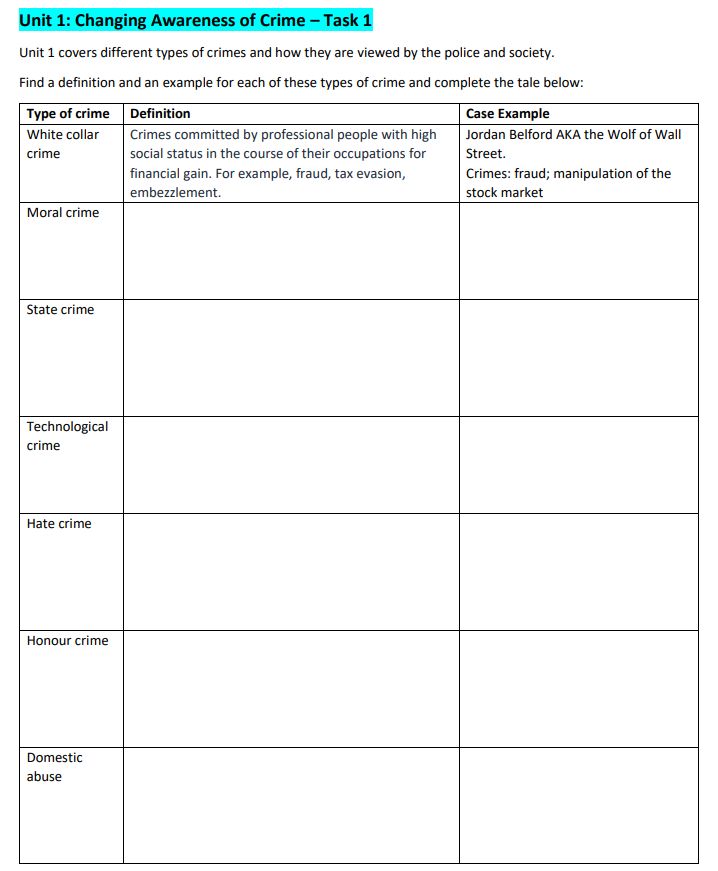 Unit 1: Changing Awareness of Crime – Task 1
Unit 1 covers different types of crimes and how they are viewed by the police and society.
Find a definition and an example for each of these types of crime and complete the tale below:
Type of crime
Definition
Case Example
White collar
crime
Crimes committed by professional people with high
social status in the course of their occupations for
financial gain. For example, fraud, tax evasion,
embezzlement.
Jordan Belford AKA the Wolf of Wall
Street.
Crimes: fraud; manipulation of the
stock market
Moral crime
State crime
Technological
crime
Hate crime
Honour crime
Domestic
abuse